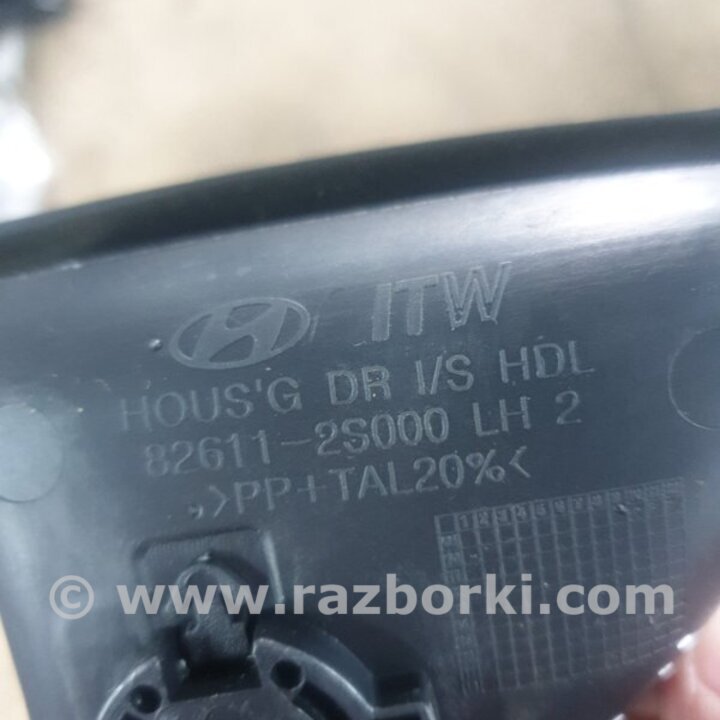 ITW
HOUS'G DR I/S HDL
82611-2S000 LH 2
>PP+TAL20%<
© www.razborki.com